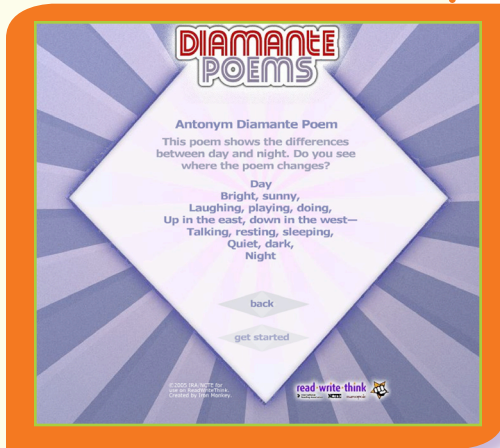 DIAMANTE
POEMS
Antonym Diamante Poem
This poem shows the differences
between day and night. Do you see
where the poem changes?
Day
Bright, sunny,
Laughing, playing, doing,
Up in the east, down in the west—
Talking, resting, sleeping,
Quiet, dark,
Night
back
get started
© 2005 IRA/NCTE for
use on ReadWriteThink.
Created by Iron Monkey.
read·write·think